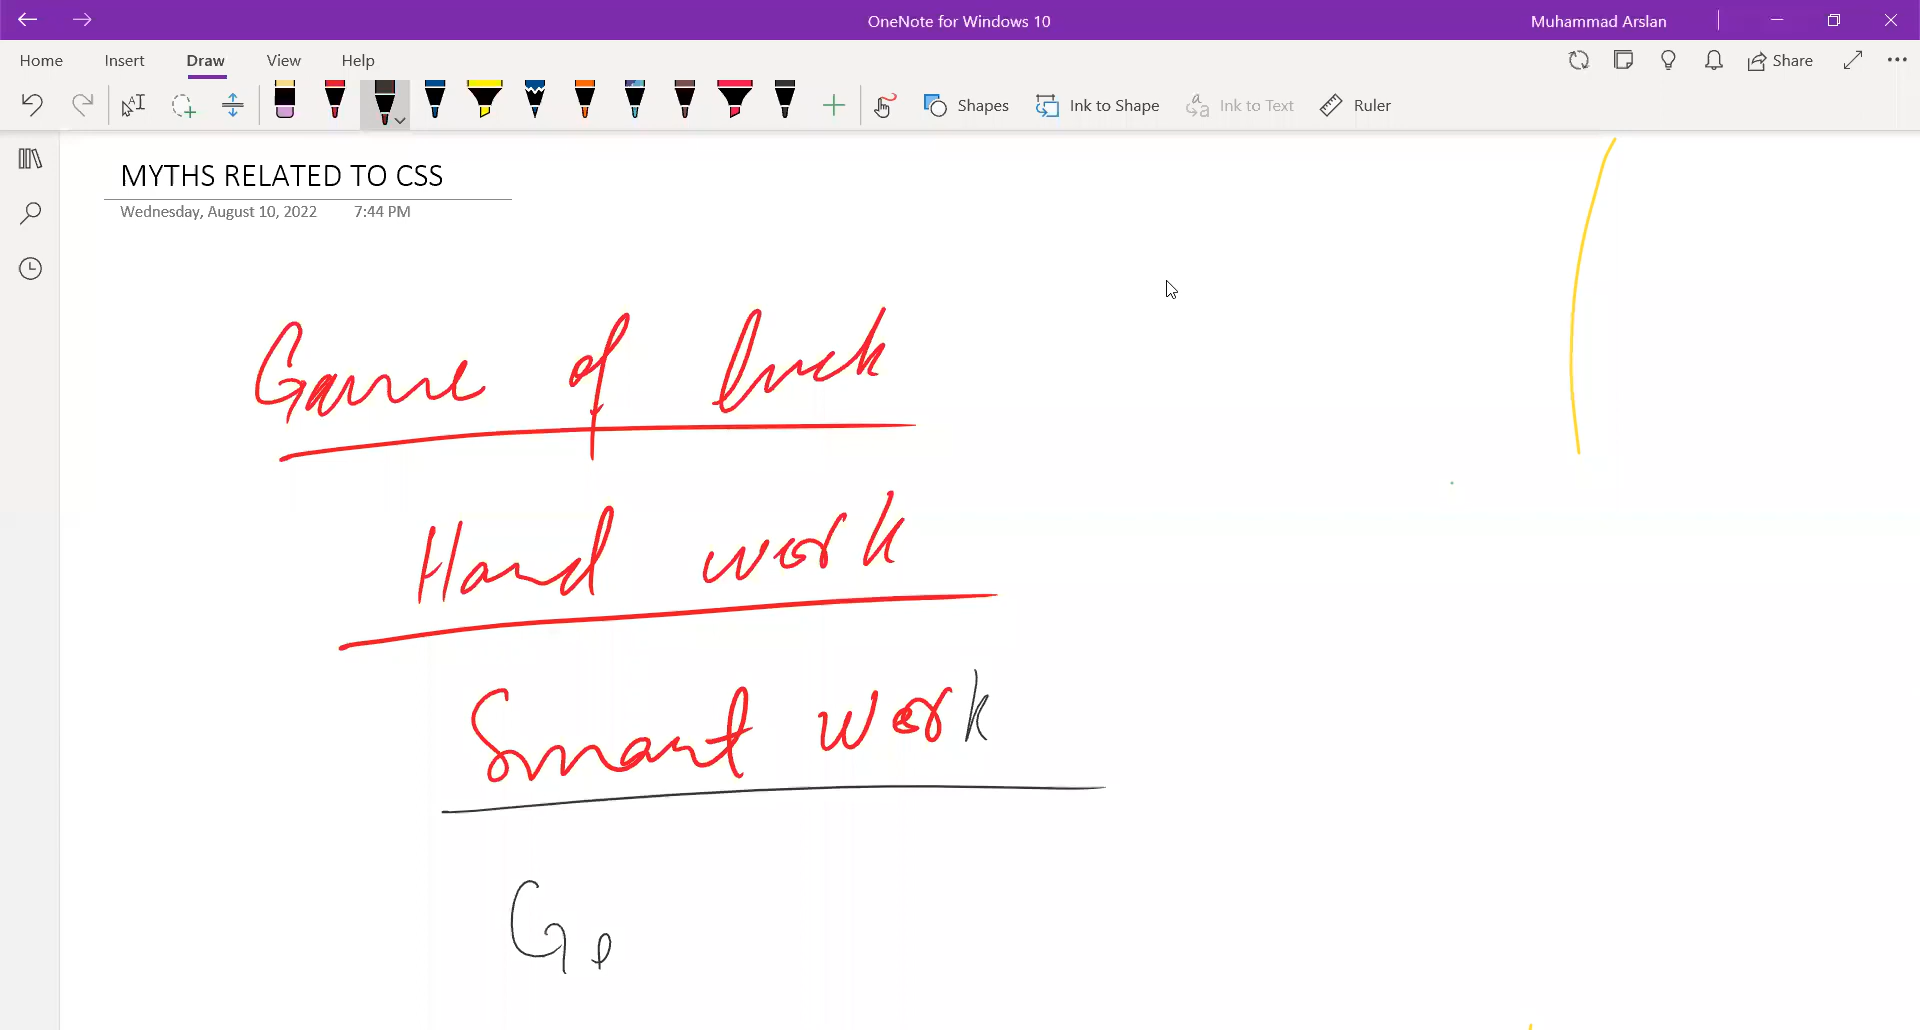 OneNote for Windows 10
Muhammad Arslan
Home Insert Draw View Help
Share
Shapes Ink to Shape Ink to Text Ruler
MYTHS RELATED TO CSS
Wednesday, August 10, 2022 7:44 PM
Game of luck
Hard work
Smart work